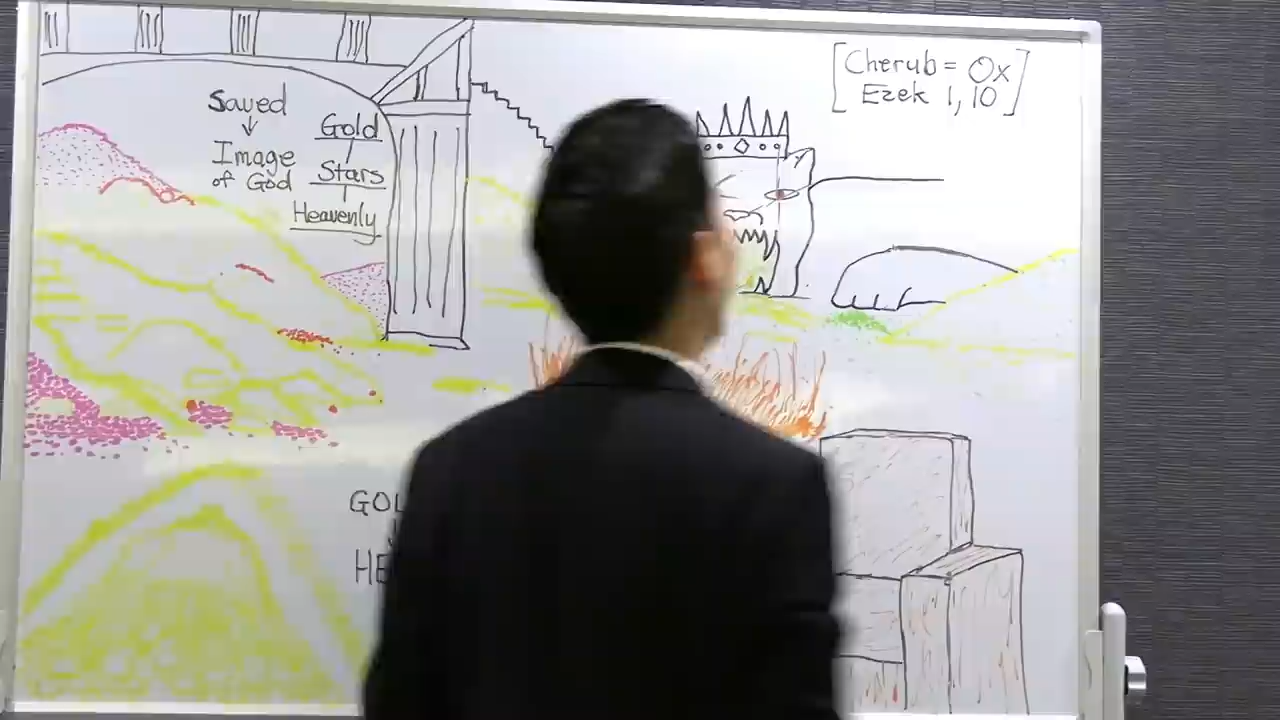 Saved
Image
of God
Gold
Stars
Heavenly
[Cherub = Ox
Ezek 1, 10]